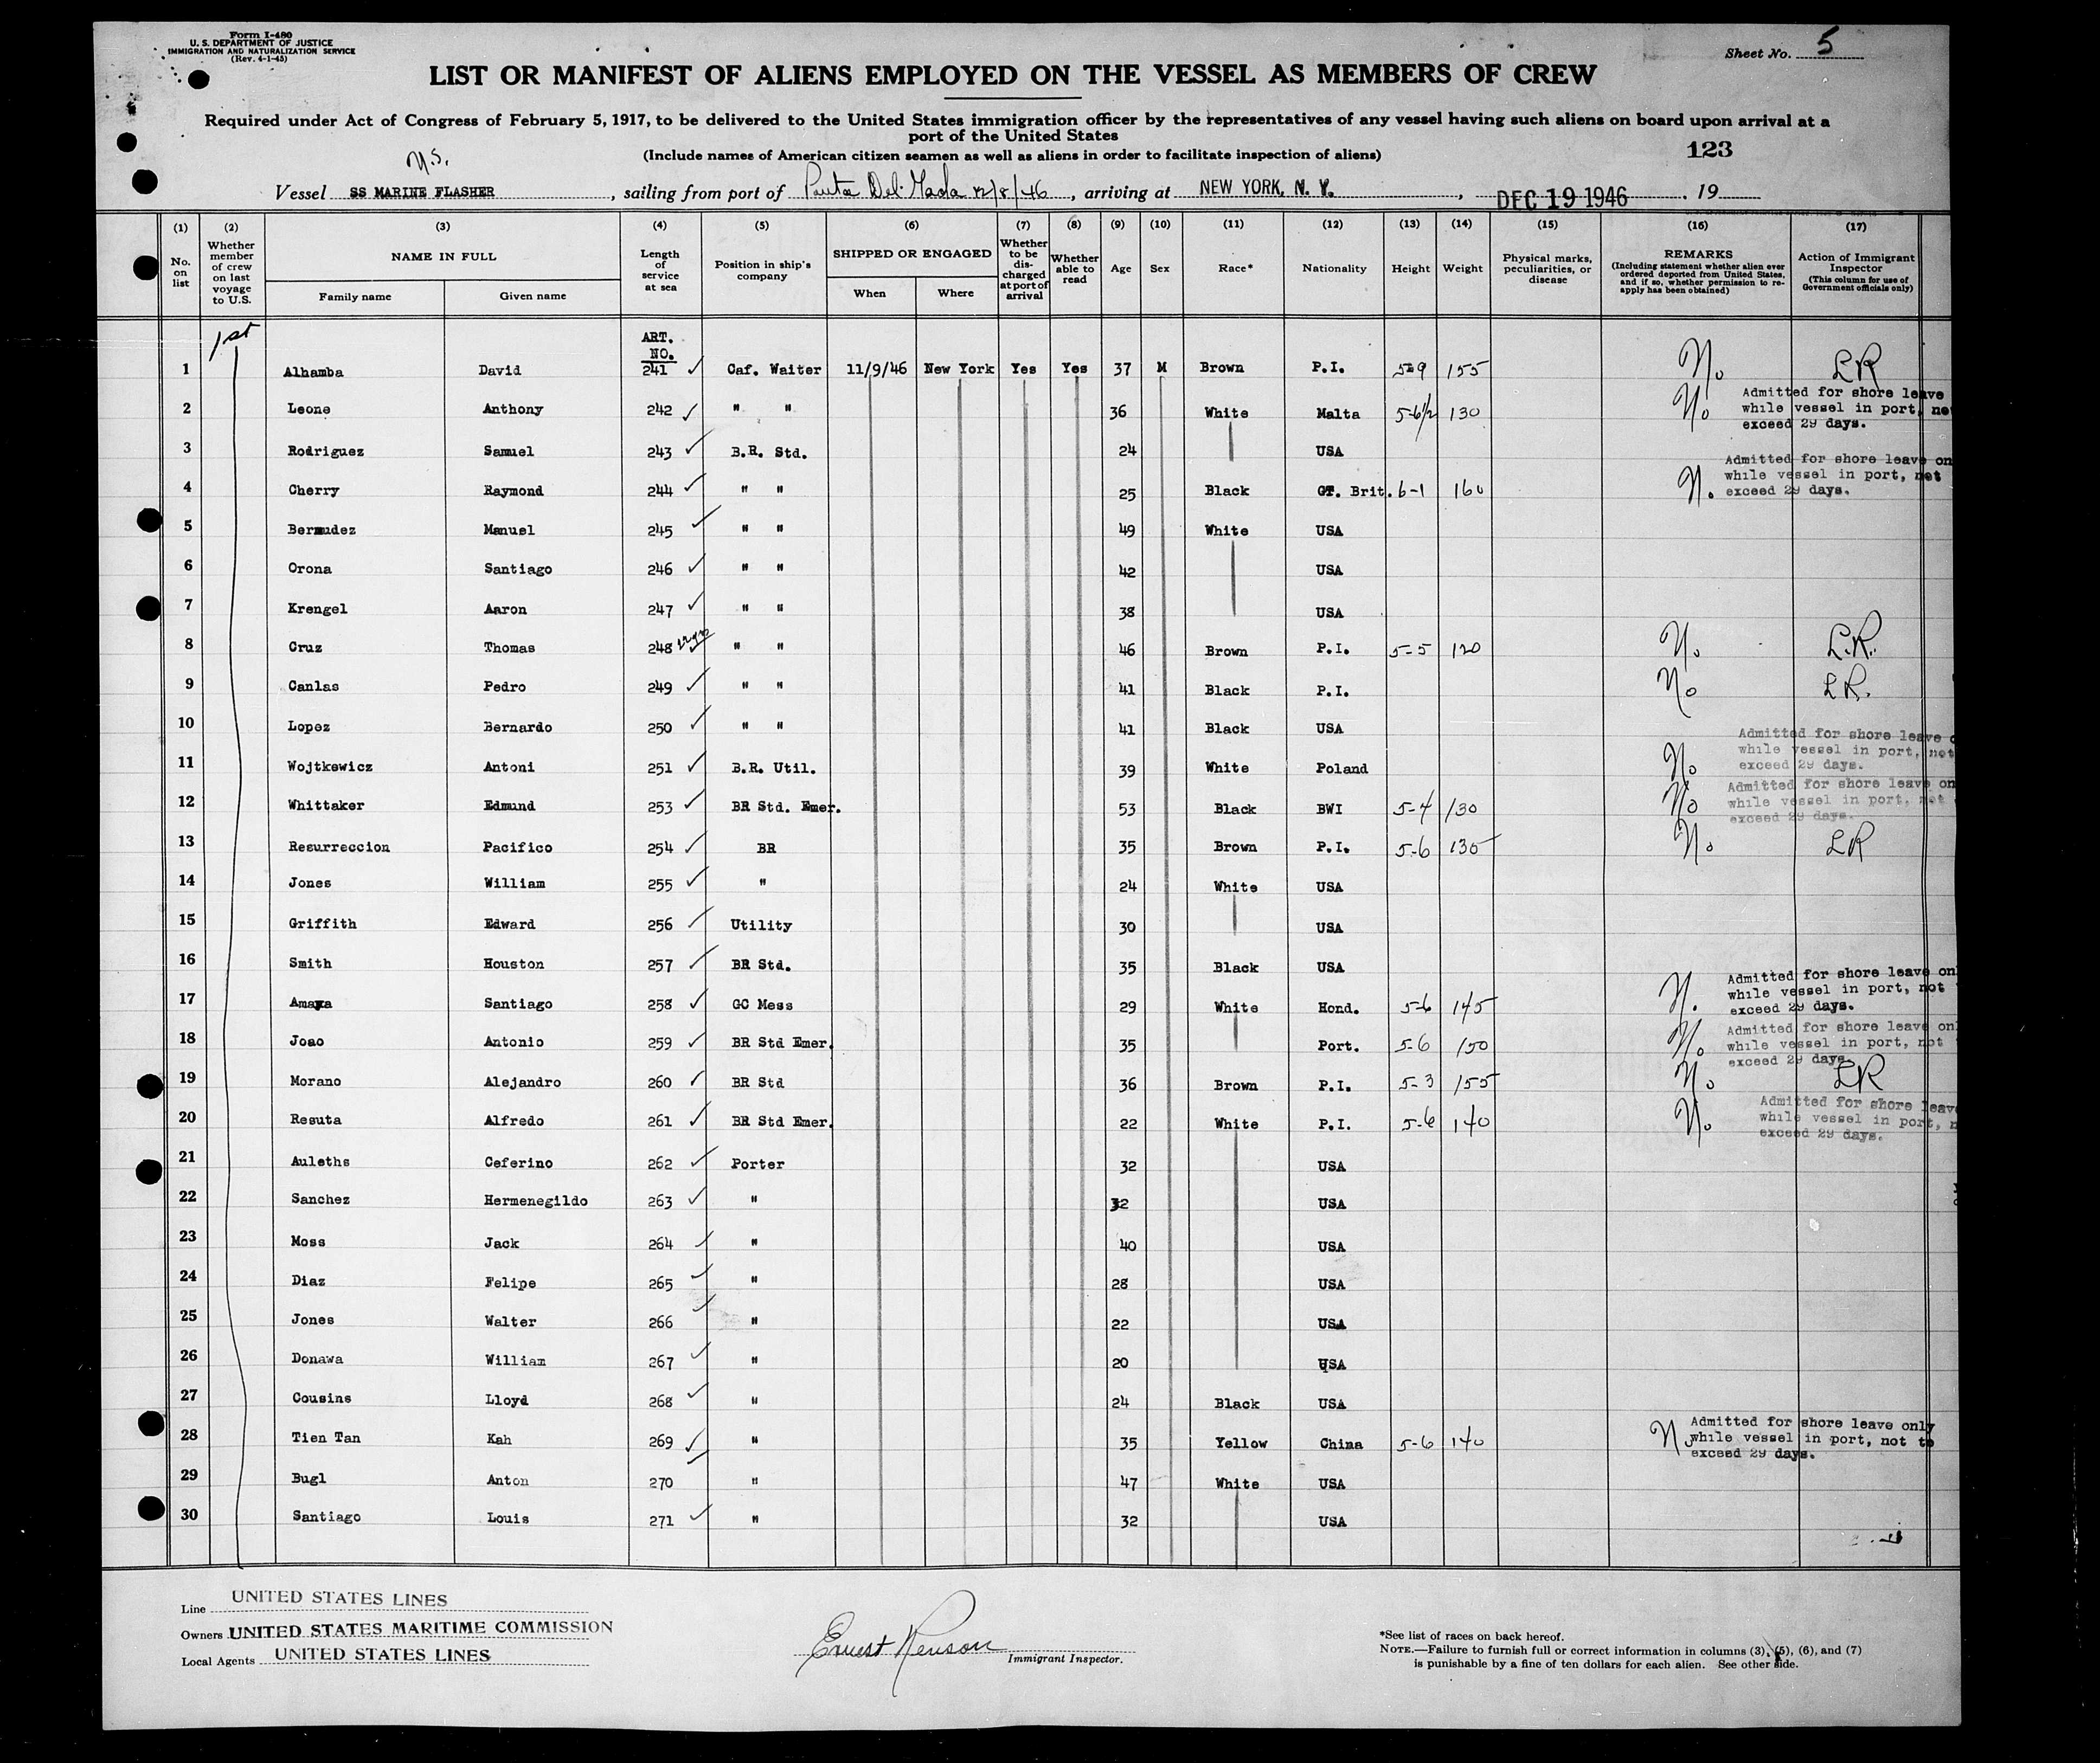 Form I-480
U. S. DEPARTMENT OF JUSTICE
IMMIGRATION AND NATURALIZATION SERVICE
(Rev. 4-1-45)
Sheet No. 5
LIST OR MANIFEST OF ALIENS EMPLOYED ON THE VESSEL AS MEMBERS OF CREW
Required under Act of Congress of February 5, 1917, to be delivered to the United States immigration officer by the representatives of any vessel having such aliens on board upon arrival at a
port of the United States
(Include names of American citizen seamen as well as aliens in order to facilitate inspection of aliens)
123
Vessel SS MARINE FLASHER, sailing from port of 12/8/46, arriving at NEW YORK, N. Y., DEC 19 1946, 19
(1) No. on list (2) Whether member of crew on last voyage to U.S. (3) NAME IN FULL Family name Given name (4) Length of service at sea (5) Position in ship's company (6) SHIPPED OR ENGAGED When Where (7) Whether to be discharged at port of arrival (8) Whether able to read (9) Age (10) Sex (11) Race* (12) Nationality (13) Height (14) Weight (15) Physical marks, peculiarities, or disease (16) REMARKS (Including statement whether alien ever ordered deported from United States, and if so, whether permission to reapply has been obtained) (17) Action of Immigrant Inspector (This column for use of Government officials only)
1st
ART. NO.
1 Alhamba David 241 ✓ Caf. Waiter 11/9/46 New York Yes Yes 37 M Brown P.I. 5-9 155 No LR
2 Leone Anthony 242 ✓ " " 36 White Malta 5-6½ 130 No Admitted for shore leave while vessel in port, exceed 29 days.
3 Rodriguez Samuel 243 ✓ B.R. Std. 24 USA
4 Cherry Raymond 244 ✓ " " 25 Black GT. Brit. 6-1 160 No Admitted for shore leave on while vessel in port, not exceed 29 days.
5 Bermudez Manuel 245 ✓ " " 49 White USA
6 Orona Santiago 246 ✓ " " 42 USA
7 Krengel Aaron 247 ✓ " " 38 USA
8 Cruz Thomas 248 ✓ " " 46 Brown P.I. 5-5 120 No L.R.
9 Canlas Pedro 249 ✓ " " 41 Black P.I. No LR.
10 Lopez Bernardo 250 ✓ " " 41 Black USA
11 Wojtkewicz Antoni 251 ✓ B.R. Util. 39 White Poland No Admitted for shore leave while vessel in port, not exceed 29 days.
12 Whittaker Edmund 253 ✓ BR Std. Emer. 53 Black BWI 5-4 130 No Admitted for shore leave on while vessel in port, not exceed 29 days.
13 Resurreccion Pacifico 254 ✓ BR 35 Brown P.I. 5-6 135 No LR
14 Jones William 255 ✓ " 24 White USA
15 Griffith Edward 256 ✓ Utility 30 USA
16 Smith Houston 257 ✓ BR Std. 35 Black USA
17 Amaya Santiago 258 ✓ GC Mess 29 White Hond. 5-6 145 No Admitted for shore leave on while vessel in port, not exceed 29 days.
18 Joao Antonio 259 ✓ BR Std Emer. 35 Port. 5-6 150 No Admitted for shore leave on while vessel in port, not exceed 29 days.
19 Morano Alejandro 260 ✓ BR Std 36 Brown P.I. 5-3 155 No LR
20 Resuta Alfredo 261 ✓ BR Std Emer. 22 White P.I. 5-6 140 No Admitted for shore leave while vessel in port, exceed 29 days.
21 Auleths Ceferino 262 ✓ Porter 32 USA
22 Sanchez Hermenegildo 263 ✓ " 32 USA
23 Moss Jack 264 ✓ " 40 USA
24 Diaz Felipe 265 ✓ " 28 USA
25 Jones Walter 266 ✓ " 22 USA
26 Donawa William 267 ✓ " 20 USA
27 Cousins Lloyd 268 ✓ " 24 Black USA
28 Tien Tan Kah 269 ✓ " 35 Yellow China 5-6 140 No Admitted for shore leave only while vessel in port, not to exceed 29 days.
29 Bugl Anton 270 ✓ " 47 White USA
30 Santiago Louis 271 ✓ " 32 USA
Line UNITED STATES LINES
Owners UNITED STATES MARITIME COMMISSION
Local Agents UNITED STATES LINES
Ernest Renson
Immigrant Inspector.
*See list of races on back hereof.
NOTE.—Failure to furnish full or correct information in columns (3), (5), (6), and (7)
is punishable by a fine of ten dollars for each alien. See other side.